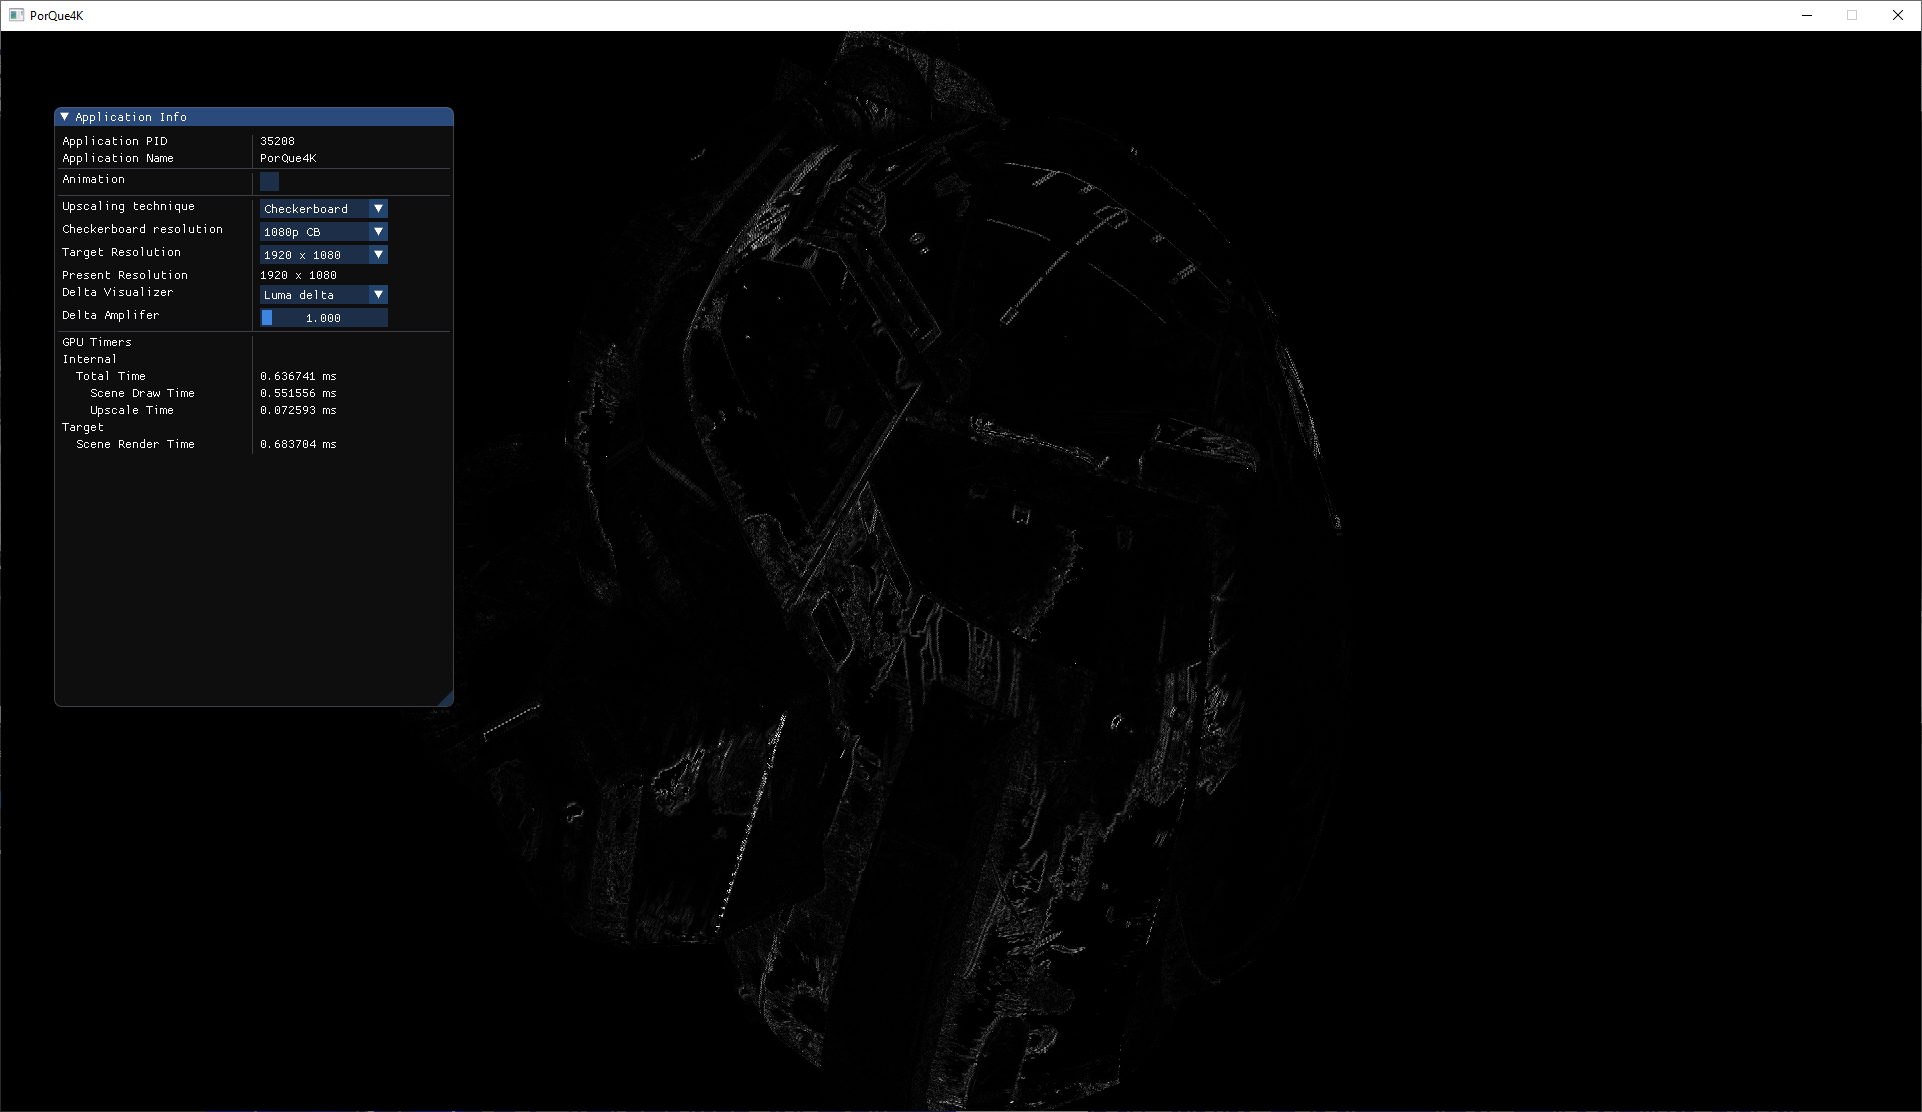 PorQue4K
Application Info
Application PID 35208
Application Name PorQue4K
Animation
Upscaling technique Checkerboard
Checkerboard resolution 1080p CB
Target Resolution 1920 x 1080
Present Resolution 1920 x 1080
Delta Visualizer Luma delta
Delta Amplifer 1.000
GPU Timers
Internal
Total Time 0.636741 ms
Scene Draw Time 0.551556 ms
Upscale Time 0.072593 ms
Target
Scene Render Time 0.683704 ms